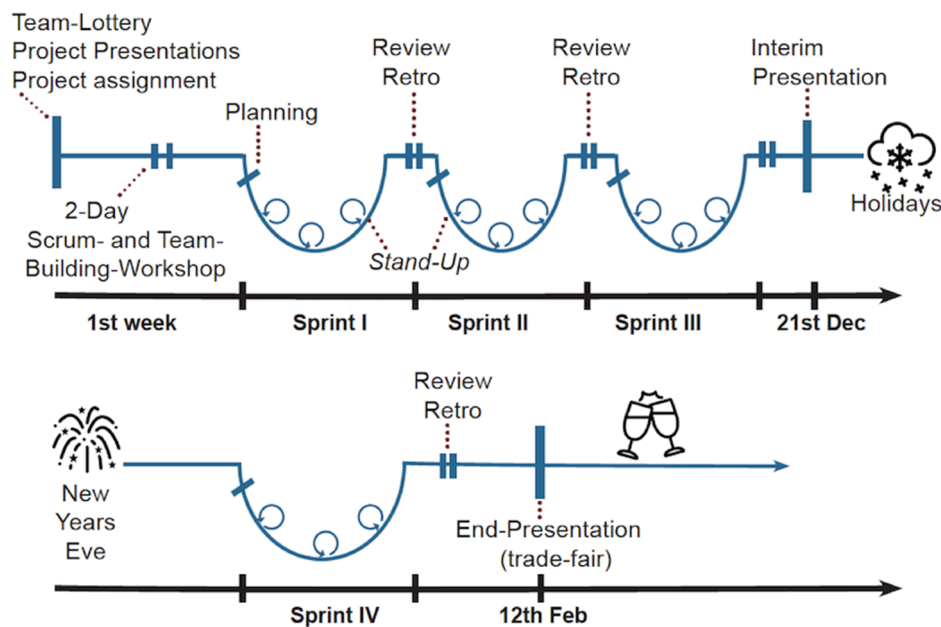 Team-Lottery
Project Presentations
Project assignment
Planning
Review
Retro
Review
Retro
Interim
Presentation
2-Day
Scrum- and Team-
Building-Workshop
Stand-Up
Holidays
1st week
Sprint I
Sprint II
Sprint III
21st Dec
Review
Retro
New
Years
Eve
End-Presentation
(trade-fair)
Sprint IV
12th Feb